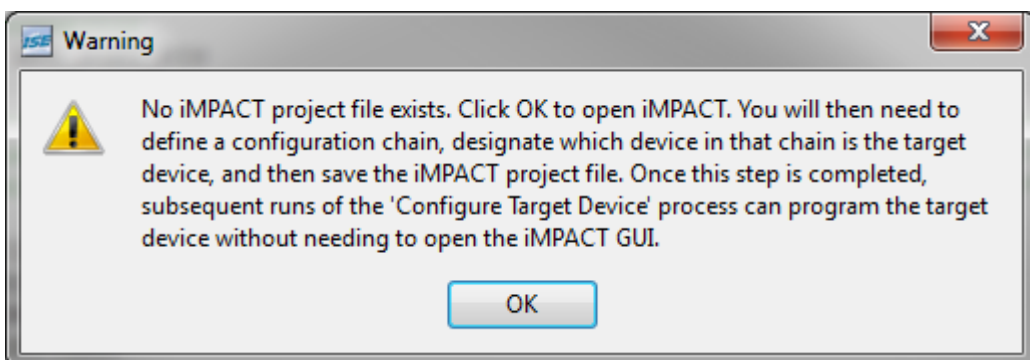 ISE Warning
No iMPACT project file exists. Click OK to open iMPACT. You will then need to
define a configuration chain, designate which device in that chain is the target
device, and then save the iMPACT project file. Once this step is completed,
subsequent runs of the 'Configure Target Device' process can program the target
device without needing to open the iMPACT GUI.
OK